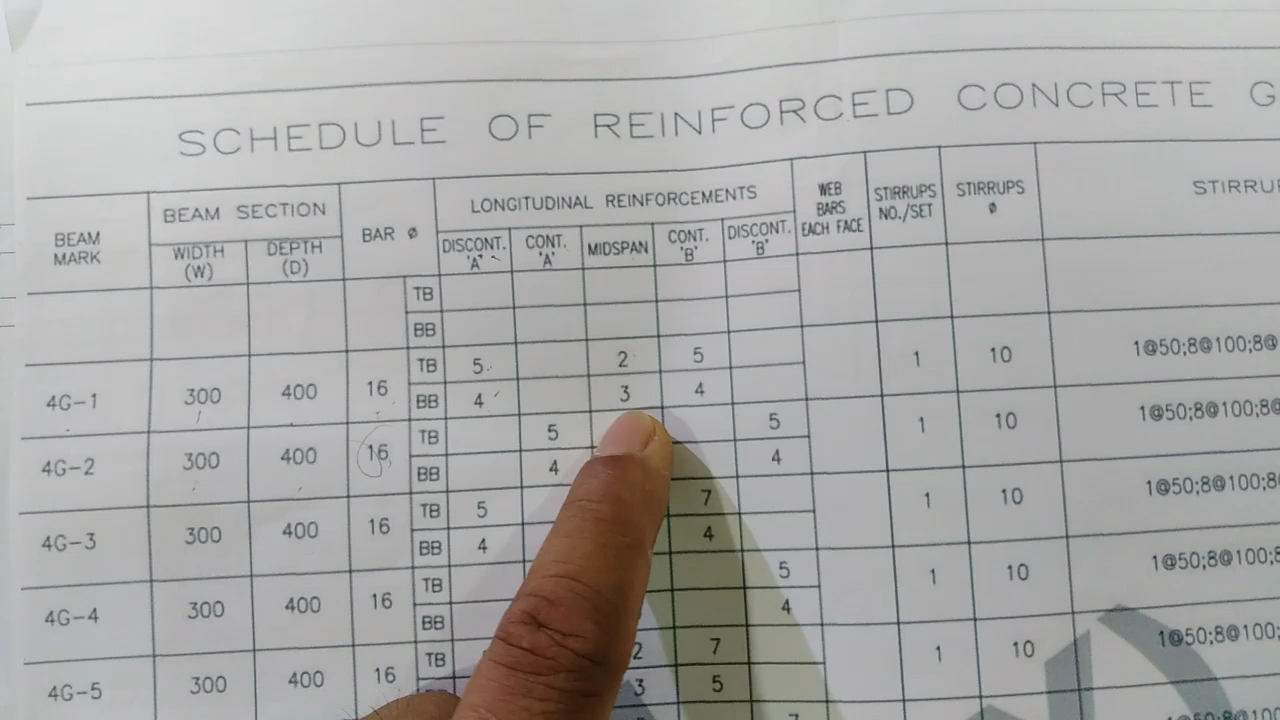 SCHEDULE OF REINFORCED CONCRETE G
BEAM MARK
BEAM SECTION
WIDTH (W)
DEPTH (D)
BAR ø
LONGITUDINAL REINFORCEMENTS
DISCONT. 'A'
CONT. 'A'
MIDSPAN
CONT. 'B'
DISCONT. 'B'
WEB BARS EACH FACE
STIRRUPS NO./SET
STIRRUPS ø
STIRRU
TB
BB
4G-1 300 400 16 TB 5 2 5 1 10 1@50;8@100;8@
BB 4 3 4
4G-2 300 400 16 TB 5 5 1 10 1@50;8@100;8@
BB 4 4
4G-3 300 400 16 TB 5 7 1 10 1@50;8@100;8
BB 4 4
4G-4 300 400 16 TB 5 1 10 1@50;8@100;
BB 4
4G-5 300 400 16 TB 2 7 1 10 1@50;8@100;
3 5
1@50;8@100